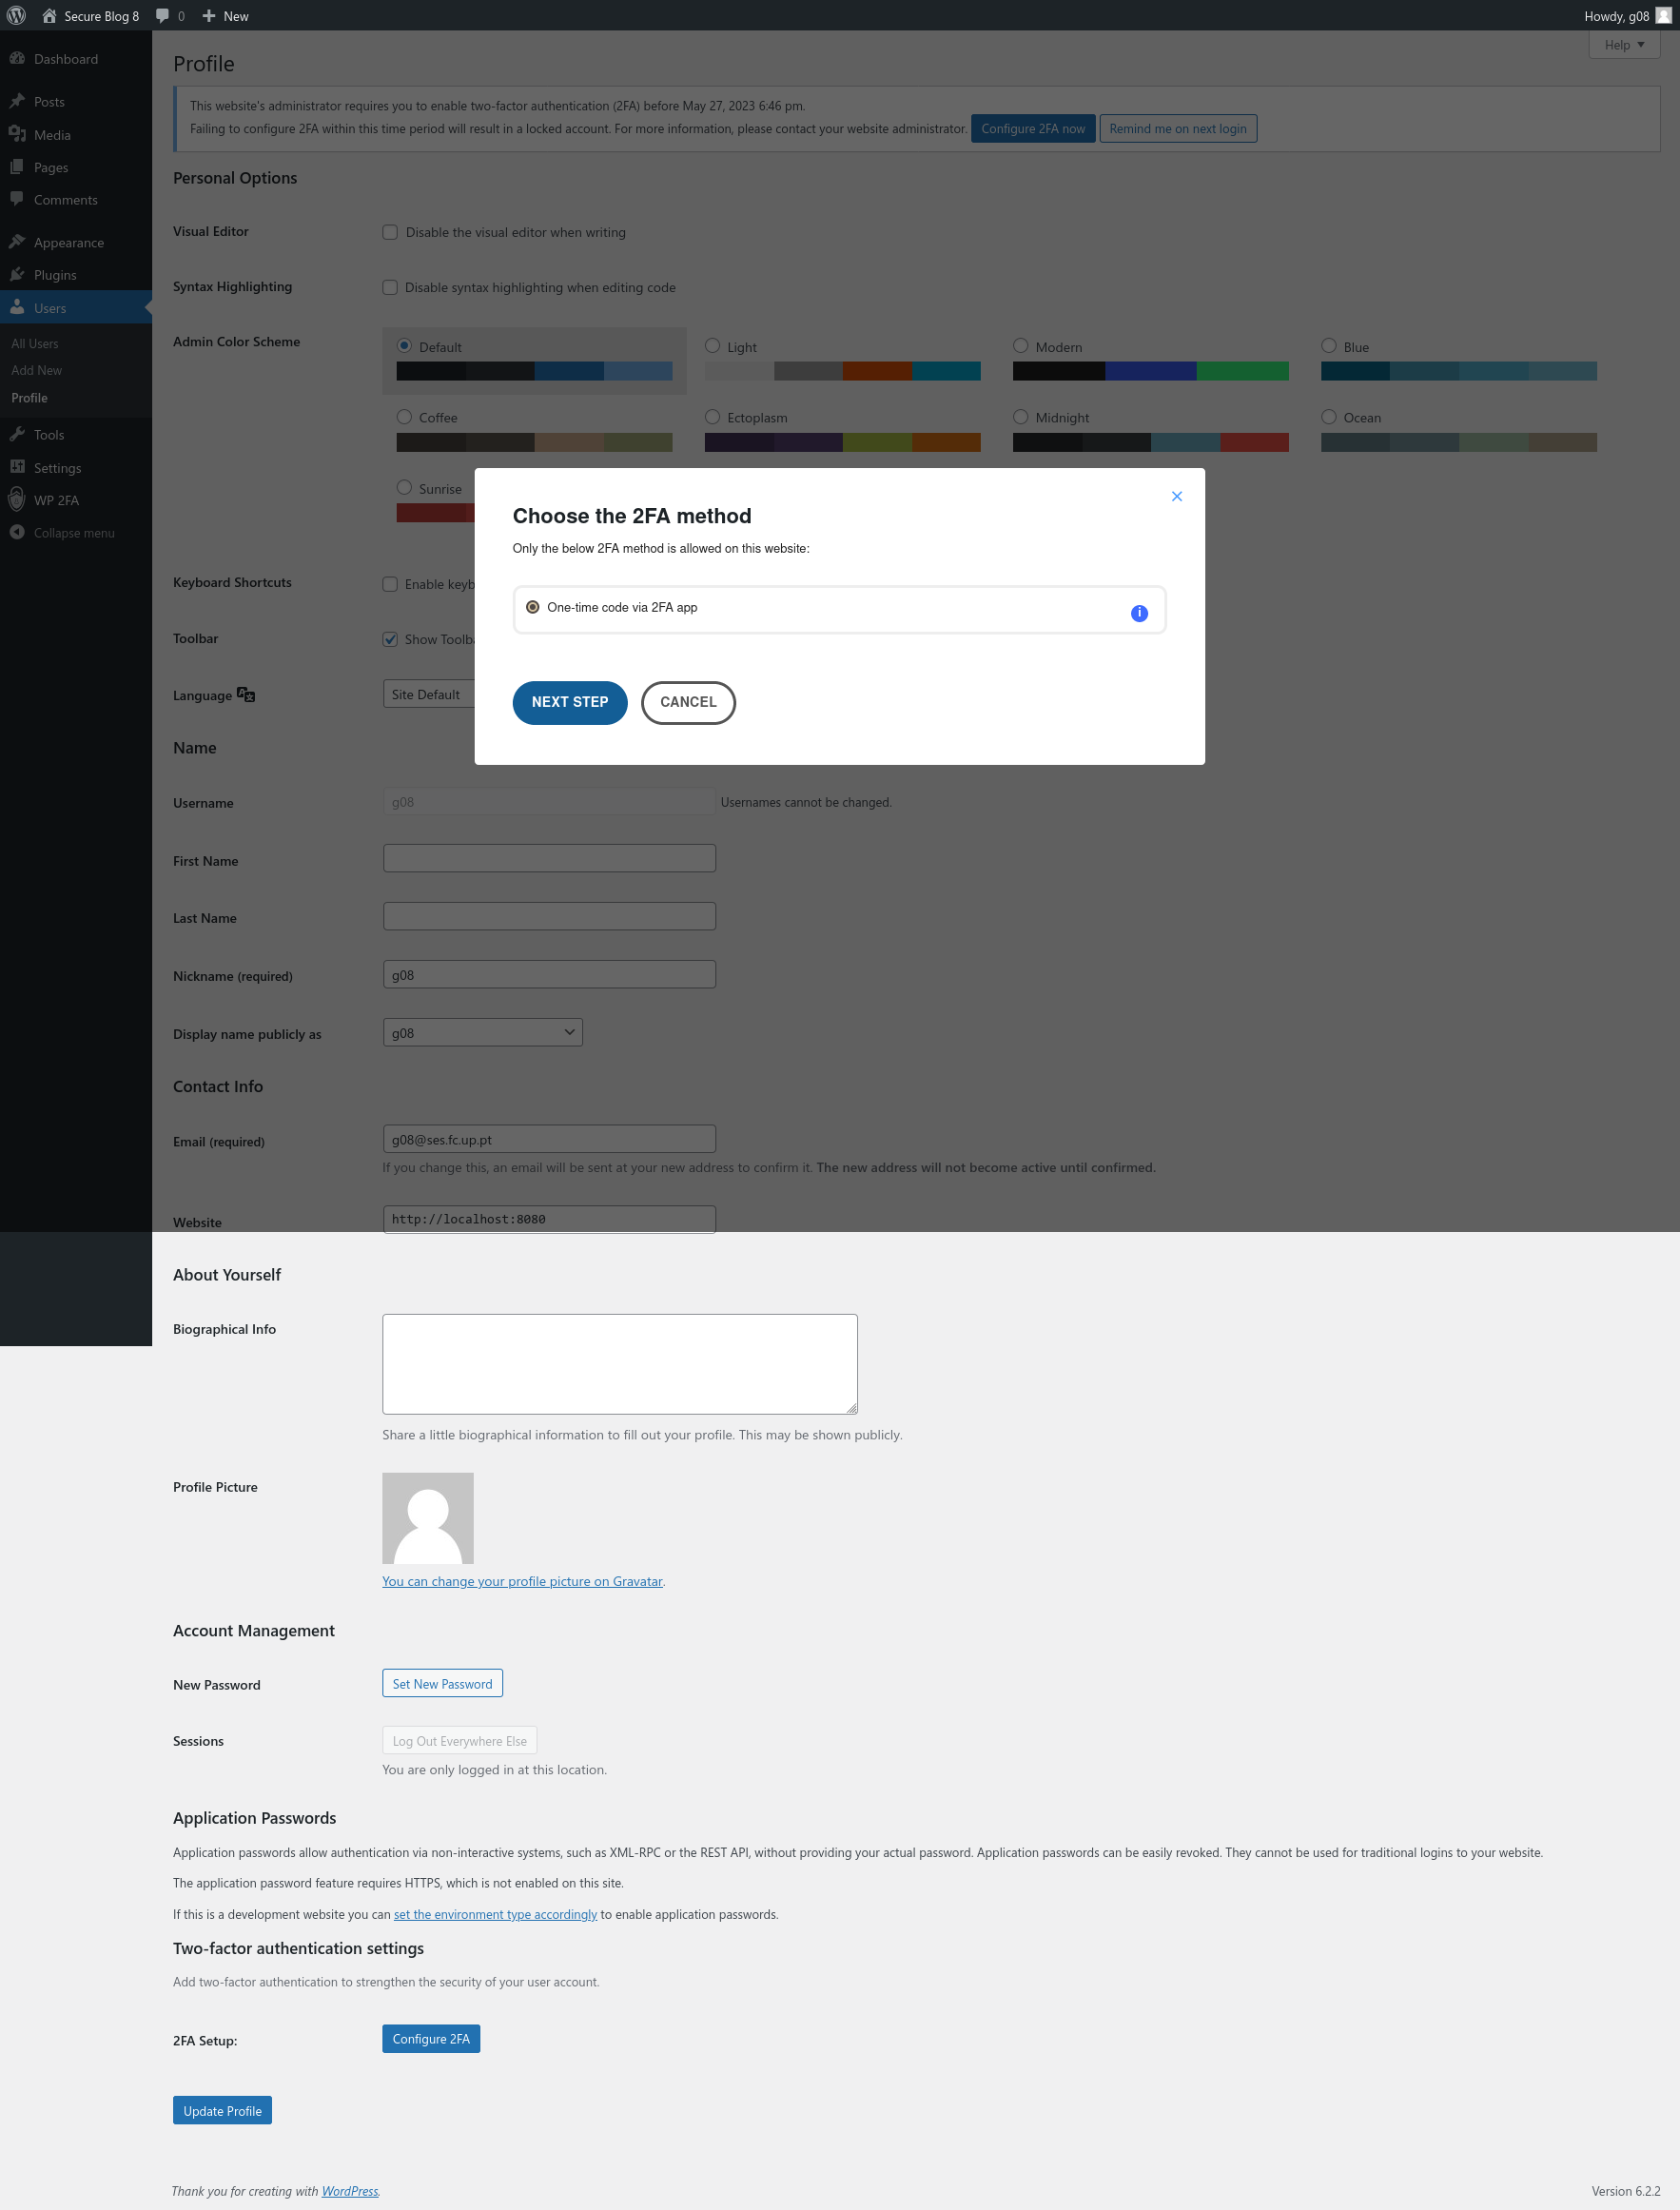 Secure Blog 8 0 New Howdy, g08
Dashboard
Posts
Media
Pages
Comments
Appearance
Plugins
Users
All Users
Add New
Profile
Tools
Settings
WP 2FA
Collapse menu
Help
Profile
This website's administrator requires you to enable two-factor authentication (2FA) before May 27, 2023 6:46 pm.
Failing to configure 2FA within this time period will result in a locked account. For more information, please contact your website administrator. Configure 2FA now Remind me on next login
Personal Options
Visual Editor Disable the visual editor when writing
Syntax Highlighting Disable syntax highlighting when editing code
Admin Color Scheme Default Light Modern Blue
Coffee Ectoplasm Midnight Ocean
Sunrise
Choose the 2FA method
Only the below 2FA method is allowed on this website:
One-time code via 2FA app
NEXT STEP CANCEL
Keyboard Shortcuts Enable keyb
Toolbar Show Toolb
Language Site Default
Name
Username g08 Usernames cannot be changed.
First Name
Last Name
Nickname (required) g08
Display name publicly as g08
Contact Info
Email (required) g08@ses.fc.up.pt
If you change this, an email will be sent at your new address to confirm it. The new address will not become active until confirmed.
Website http://localhost:8080
About Yourself
Biographical Info
Share a little biographical information to fill out your profile. This may be shown publicly.
Profile Picture
You can change your profile picture on Gravatar.
Account Management
New Password Set New Password
Sessions Log Out Everywhere Else
You are only logged in at this location.
Application Passwords
Application passwords allow authentication via non-interactive systems, such as XML-RPC or the REST API, without providing your actual password. Application passwords can be easily revoked. They cannot be used for traditional logins to your website.
The application password feature requires HTTPS, which is not enabled on this site.
If this is a development website you can set the environment type accordingly to enable application passwords.
Two-factor authentication settings
Add two-factor authentication to strengthen the security of your user account.
2FA Setup: Configure 2FA
Update Profile
Thank you for creating with WordPress. Version 6.2.2